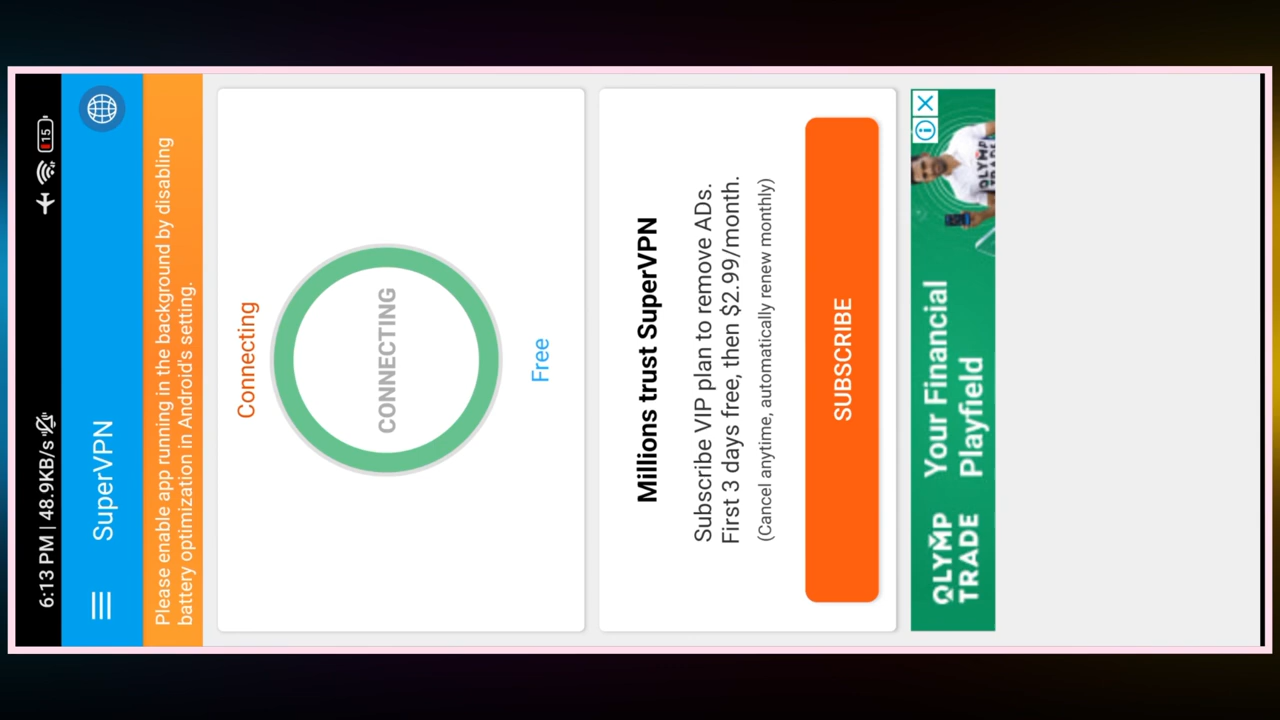 6:13 PM | 48.9KB/s
15
SuperVPN
Please enable app running in the background by disabling
battery optimization in Android's setting.
Connecting
CONNECTING
Free
Millions trust SuperVPN
Subscribe VIP plan to remove ADs.
First 3 days free, then $2.99/month.
(Cancel anytime, automatically renew monthly)
SUBSCRIBE
OLYMP
TRADE
Your Financial
Playfield
OLYMP
TRADE